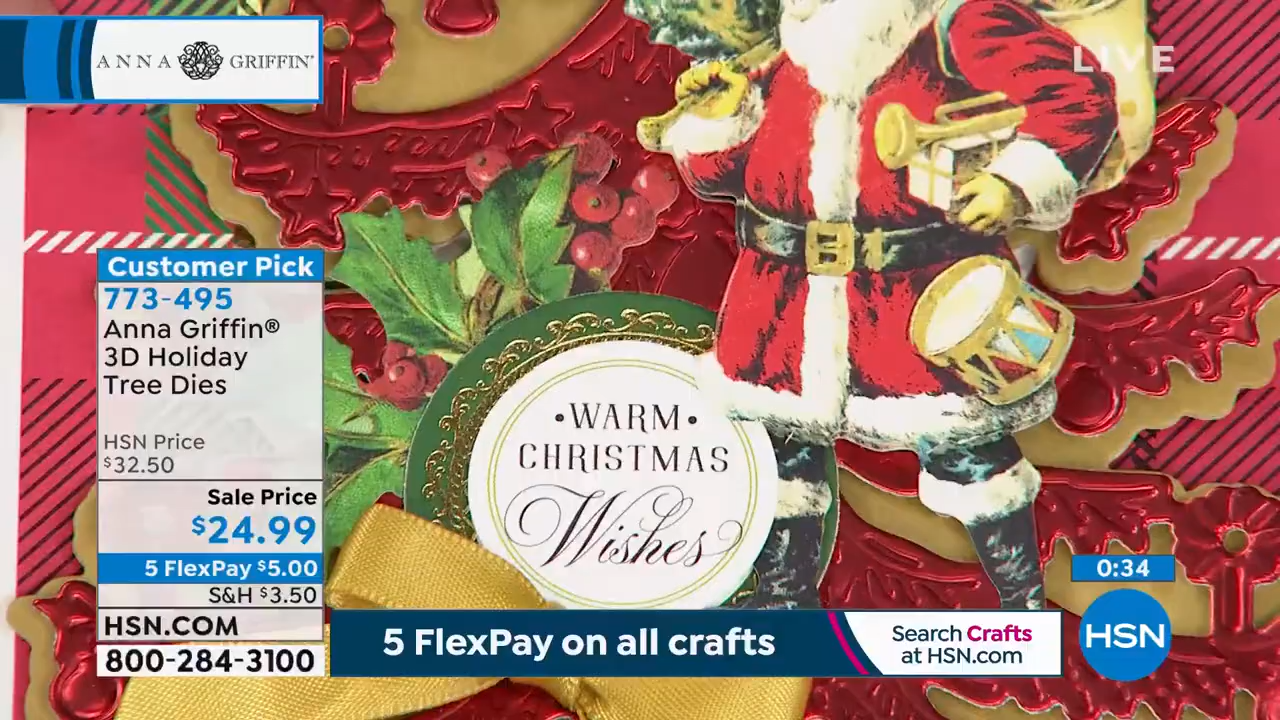 ANNA GRIFFIN®
LIVE
Customer Pick
773-495
Anna Griffin®
3D Holiday
Tree Dies
HSN Price
$32.50
Sale Price
$24.99
5 FlexPay $5.00
S&H $3.50
HSN.COM
800-284-3100
•WARM•
CHRISTMAS
Wishes
0:34
5 FlexPay on all crafts
Search Crafts
at HSN.com
HSN